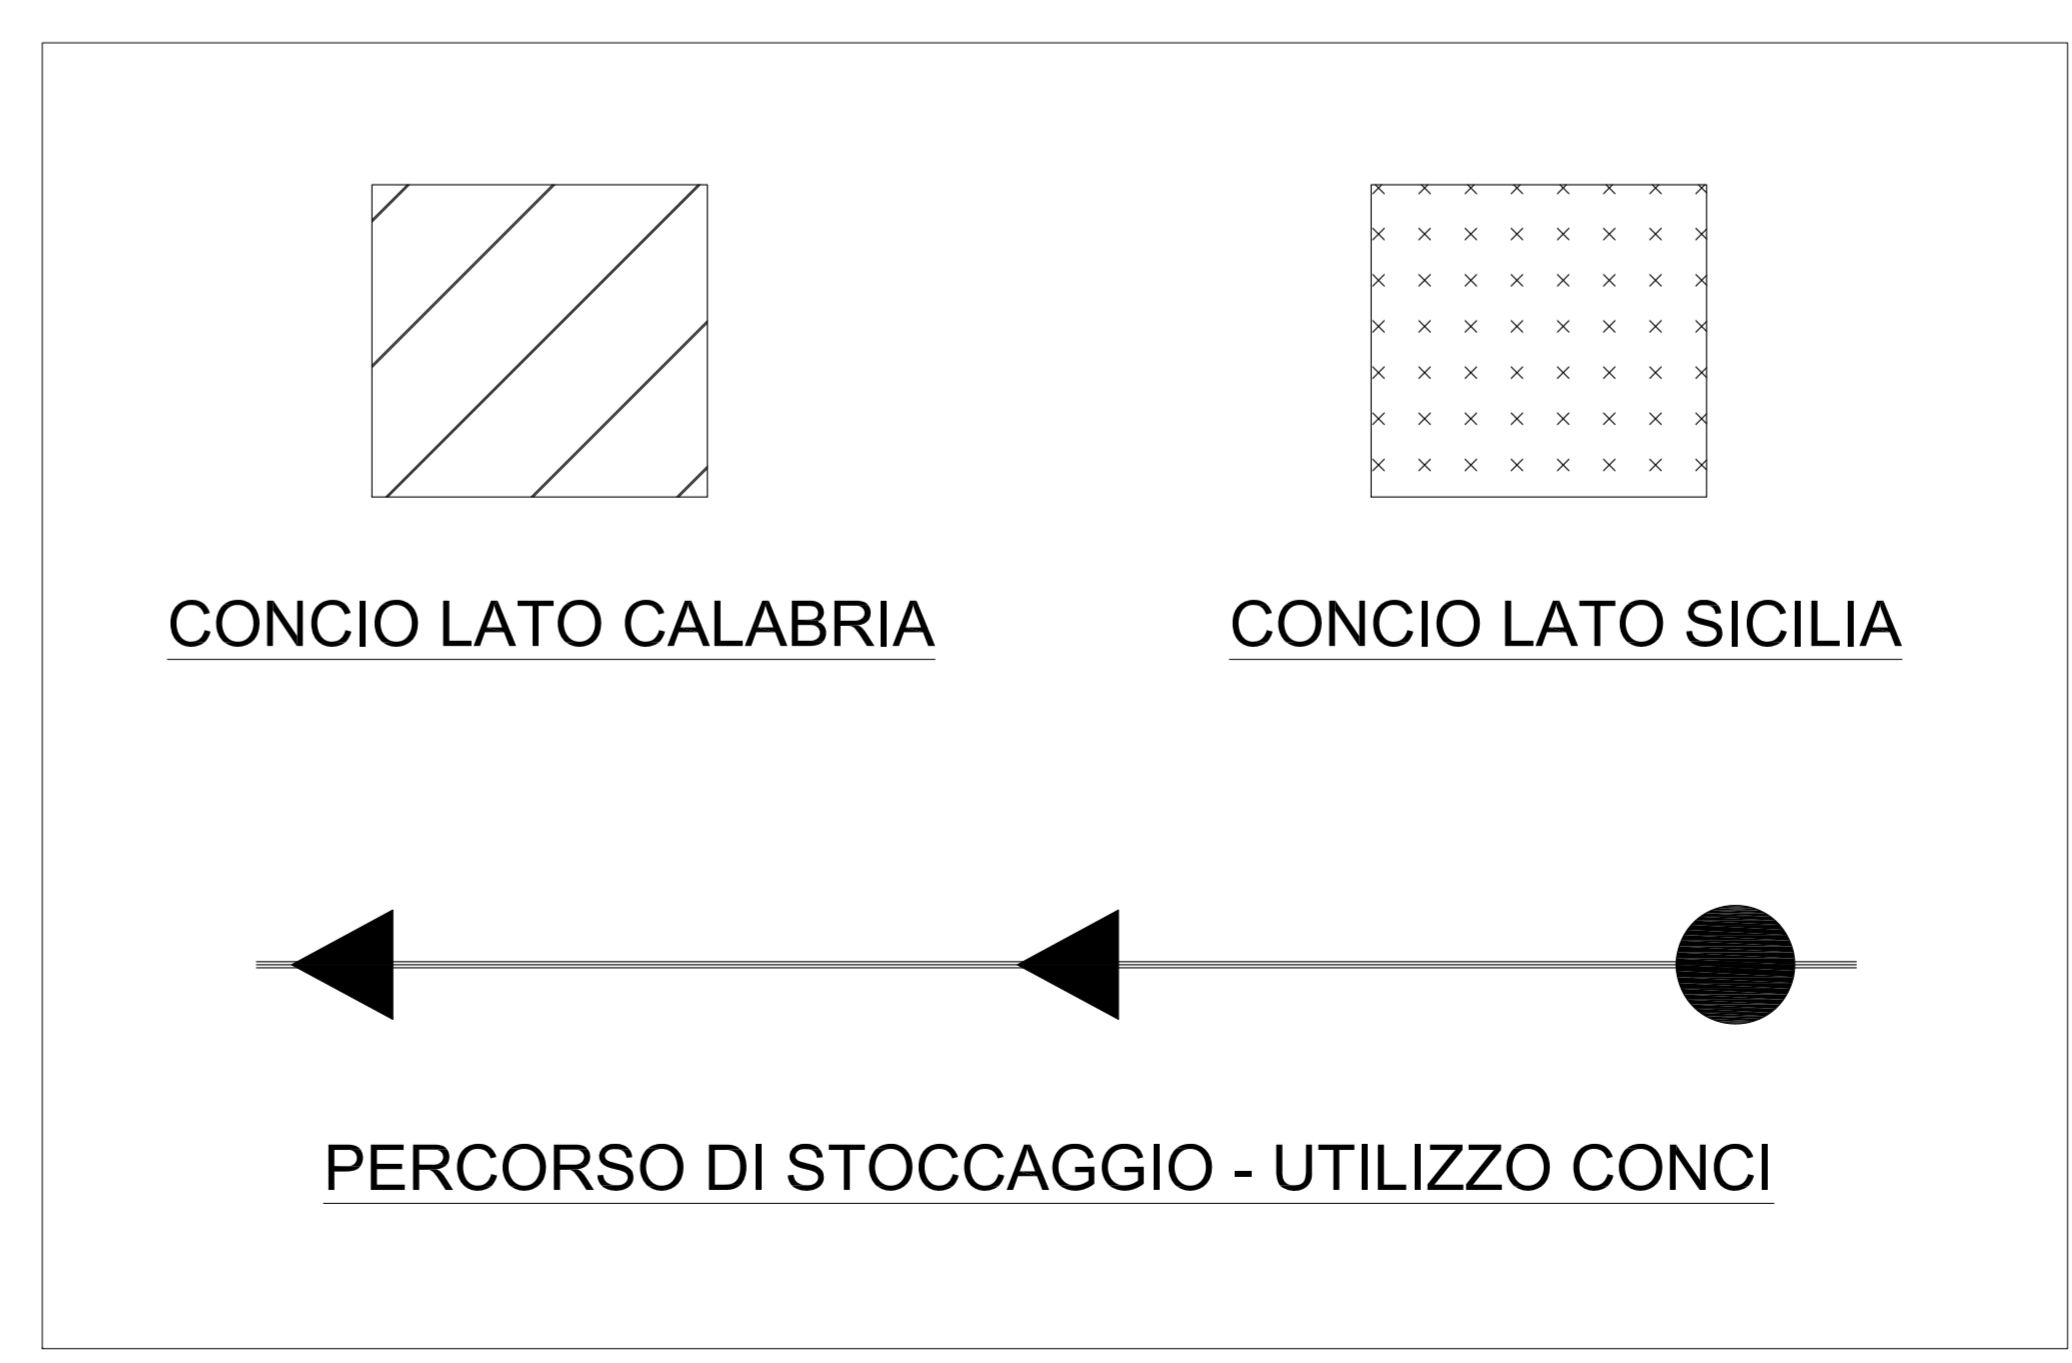 CONCIO LATO CALABRIA
CONCIO LATO SICILIA
PERCORSO DI STOCCAGGIO - UTILIZZO CONCI